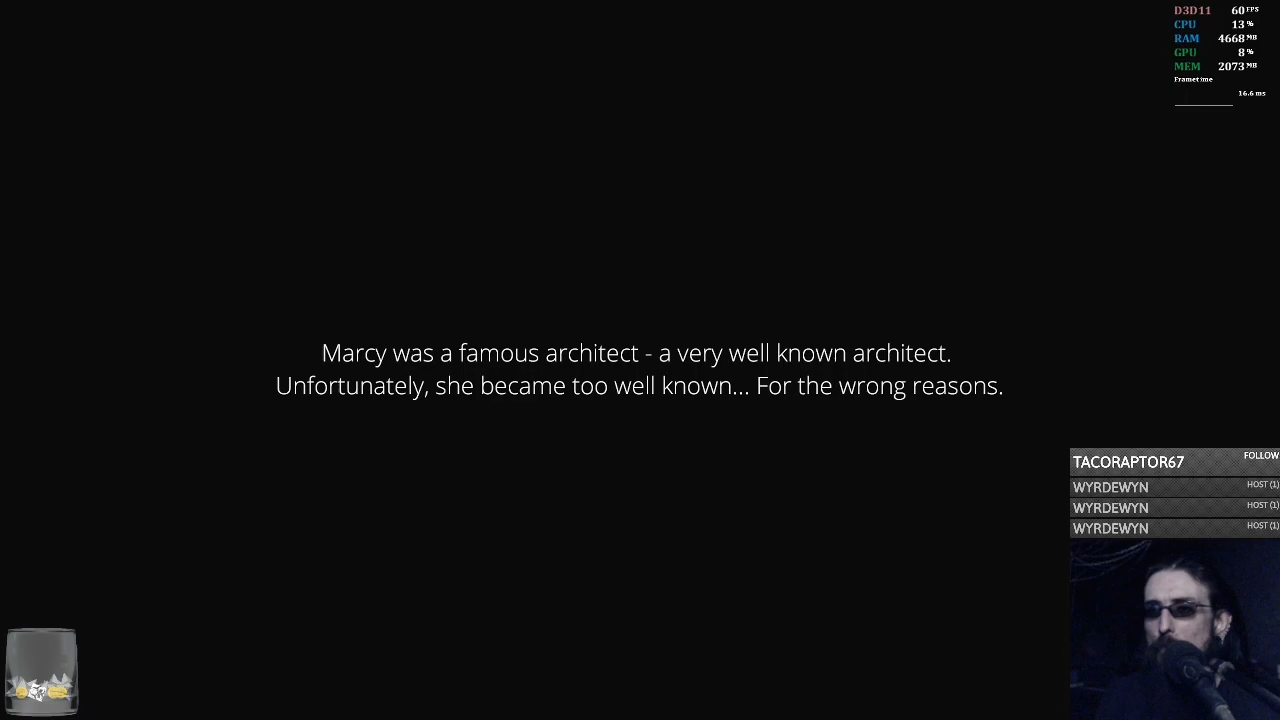 D3D11 60 FPS
CPU 13 %
RAM 4668 MB
GPU 8 %
MEM 2073 MB
Frametime
16.6 ms
Marcy was a famous architect - a very well known architect.
Unfortunately, she became too well known... For the wrong reasons.
TACORAPTOR67 FOLLOW
WYRDEWYN HOST (1)
WYRDEWYN HOST (1)
WYRDEWYN HOST (1)